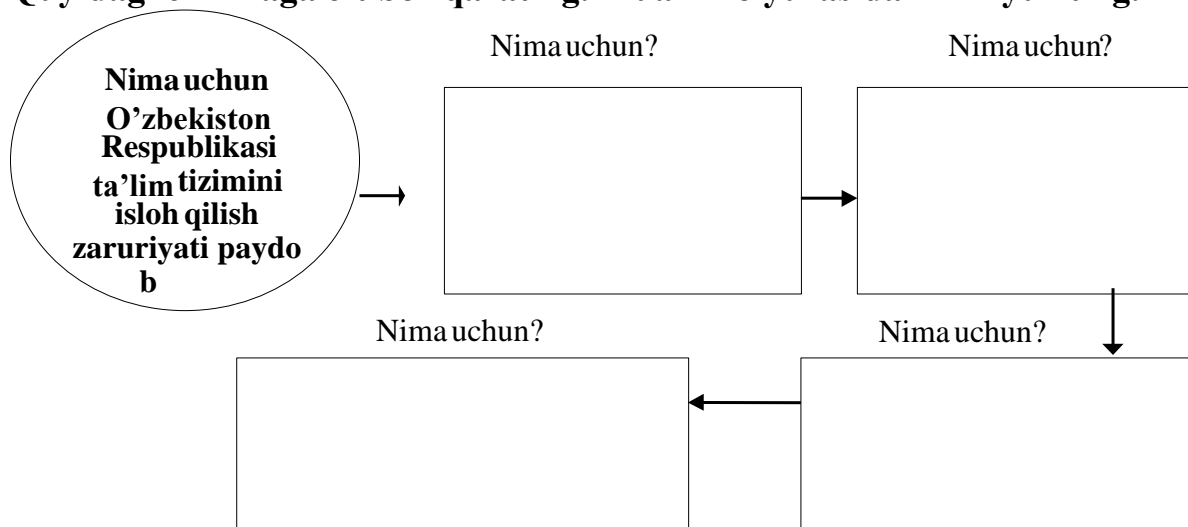 Nima uchun?
Nima uchun?
Nima uchun
O’zbekiston
Respublikasi
ta’lim tizimini
isloh qilish
zaruriyati paydo
b
Nima uchun?
Nima uchun?